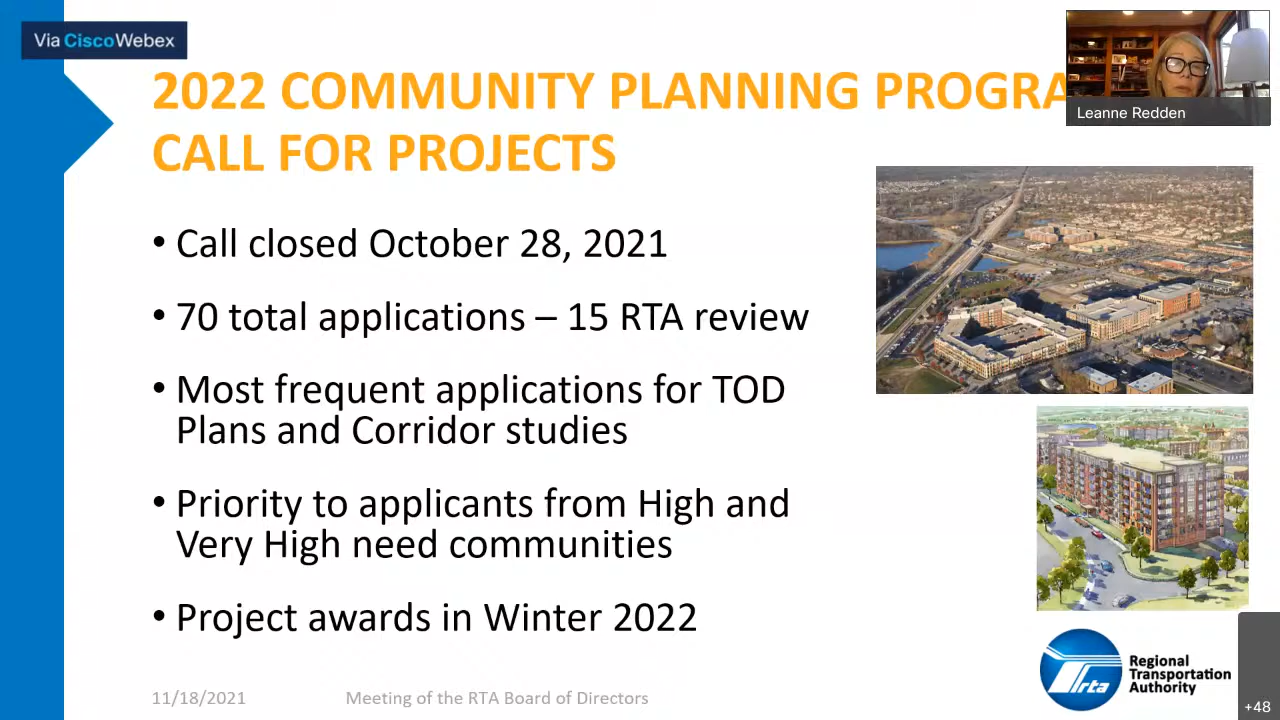 Via CiscoWebex
2022 COMMUNITY PLANNING PROGRA
CALL FOR PROJECTS
Leanne Redden
• Call closed October 28, 2021
• 70 total applications – 15 RTA review
• Most frequent applications for TOD
Plans and Corridor studies
• Priority to applicants from High and
Very High need communities
• Project awards in Winter 2022
rta
Regional
Transportation
Authority
11/18/2021
Meeting of the RTA Board of Directors
+48